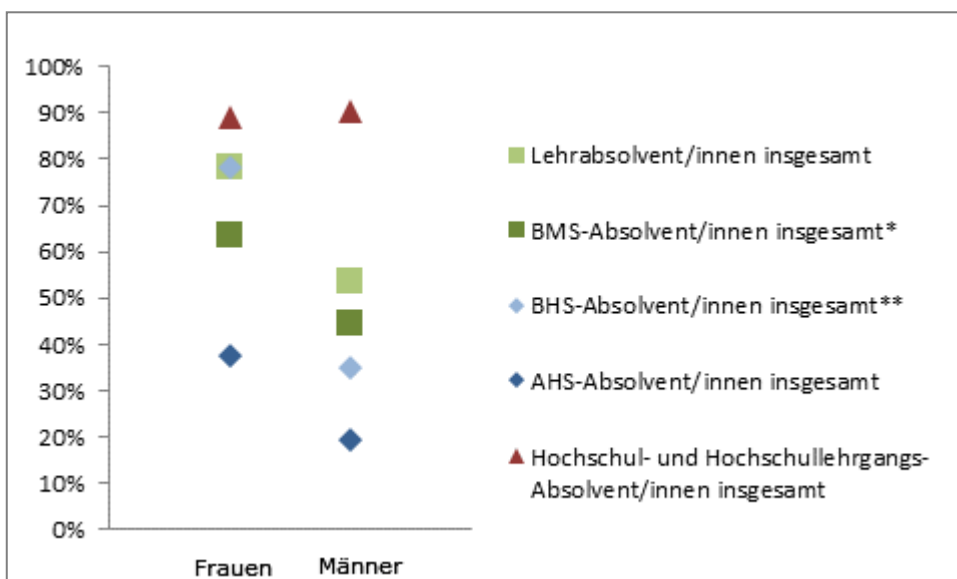 100%
90%
80%
70%
60%
50%
40%
30%
20%
10%
0%
Frauen Männer
Lehrabsolvent/innen insgesamt
BMS-Absolvent/innen insgesamt*
BHS-Absolvent/innen insgesamt**
AHS-Absolvent/innen insgesamt
Hochschul- und Hochschullehrgangs-
Absolvent/innen insgesamt